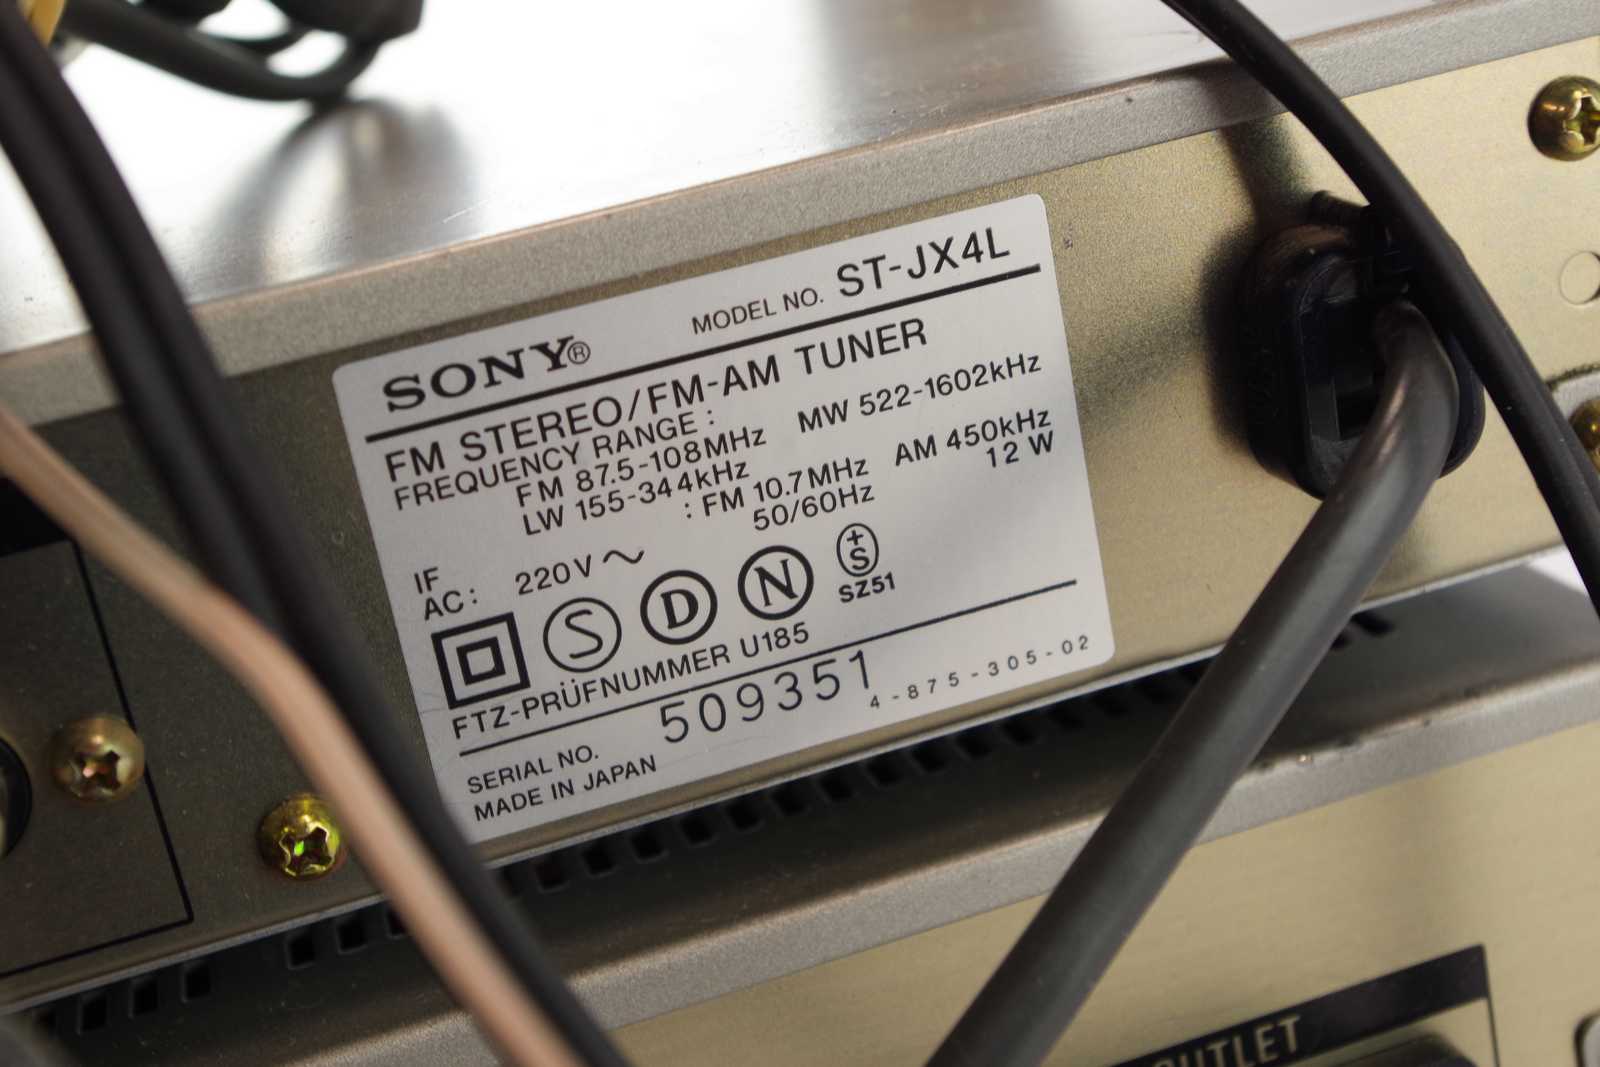 SONY® MODEL NO. ST-JX4L
FM STEREO/FM-AM TUNER
FREQUENCY RANGE :
FM 87.5-108MHz MW 522-1602kHz
LW 155-344kHz
IF : FM 10.7MHz AM 450kHz
AC: 220V ~ 50/60Hz 12 W
S D N +S
SZ51
FTZ-PRÜFNUMMER U185
SERIAL NO. 509351
MADE IN JAPAN 4-875-305-02
OUTLET